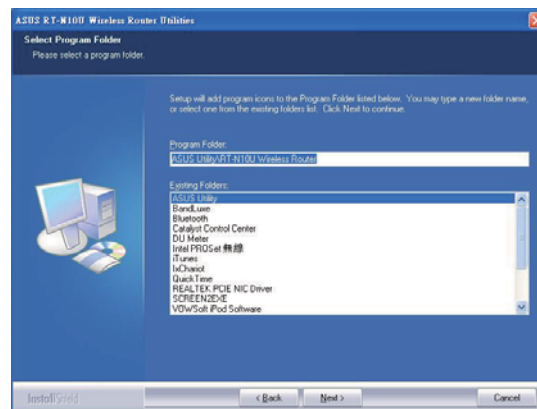 ASUS RT-N10U Wireless Router Utilities
Select Program Folder
Please select a program folder.
Setup will add program icons to the Program Folder listed below. You may type a new folder name,
or select one from the existing folders list. Click Next to continue.
Program Folder:
ASUS Utility\RT-N10U Wireless Router
Existing Folders:
ASUS Utility
BandLuxe
Bluetooth
Catalyst Control Center
DU Meter
Intel PROSet 無線
iTunes
IxChariot
QuickTime
REALTEK PCIE NIC Driver
SCREEN2EXE
VOWSoft iPod Software
InstallShield
< Back
Next >
Cancel